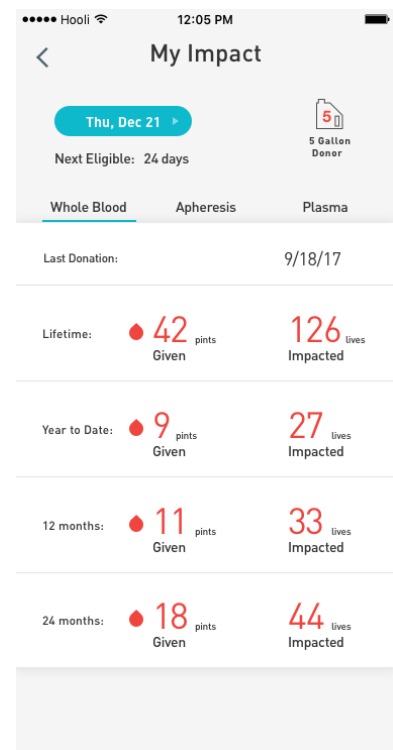 Hooli 12:05 PM
My Impact
Thu, Dec 21
Next Eligible: 24 days
5
5 Gallon
Donor
Whole Blood Apheresis Plasma
Last Donation: 9/18/17
Lifetime: 42 pints 126 lives
Given Impacted
Year to Date: 9 pints 27 lives
Given Impacted
12 months: 11 pints 33 lives
Given Impacted
24 months: 18 pints 44 lives
Given Impacted